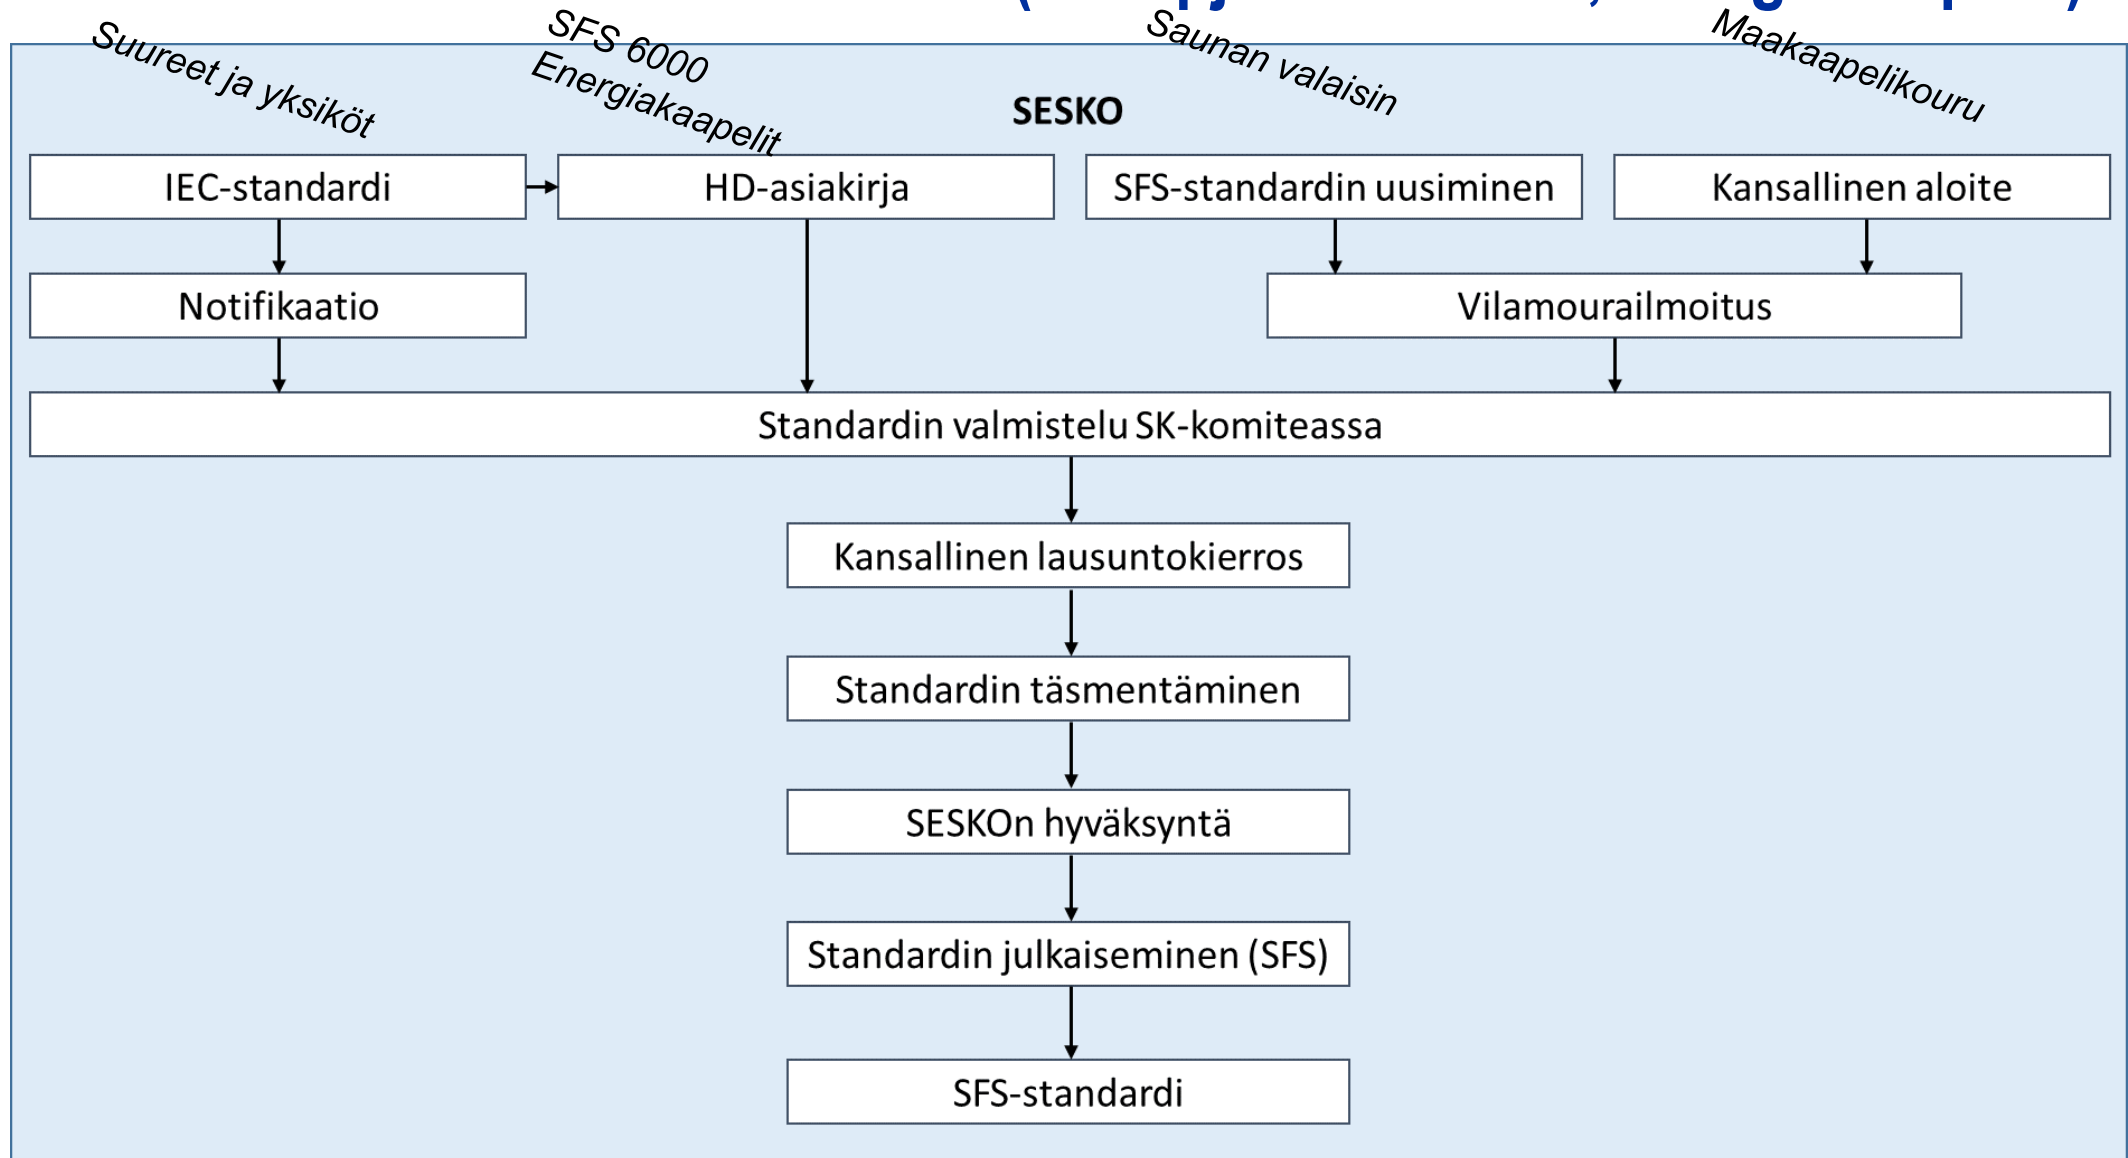 Suureet ja yksiköt
SFS 6000
Energiakaapelit
Saunan valaisin
Maakaapelikouru
SESKO
IEC-standardi
HD-asiakirja
SFS-standardin uusiminen
Kansallinen aloite
Notifikaatio
Vilamourailmoitus
Standardin valmistelu SK-komiteassa
Kansallinen lausuntokierros
Standardin täsmentäminen
SESKOn hyväksyntä
Standardin julkaiseminen (SFS)
SFS-standardi